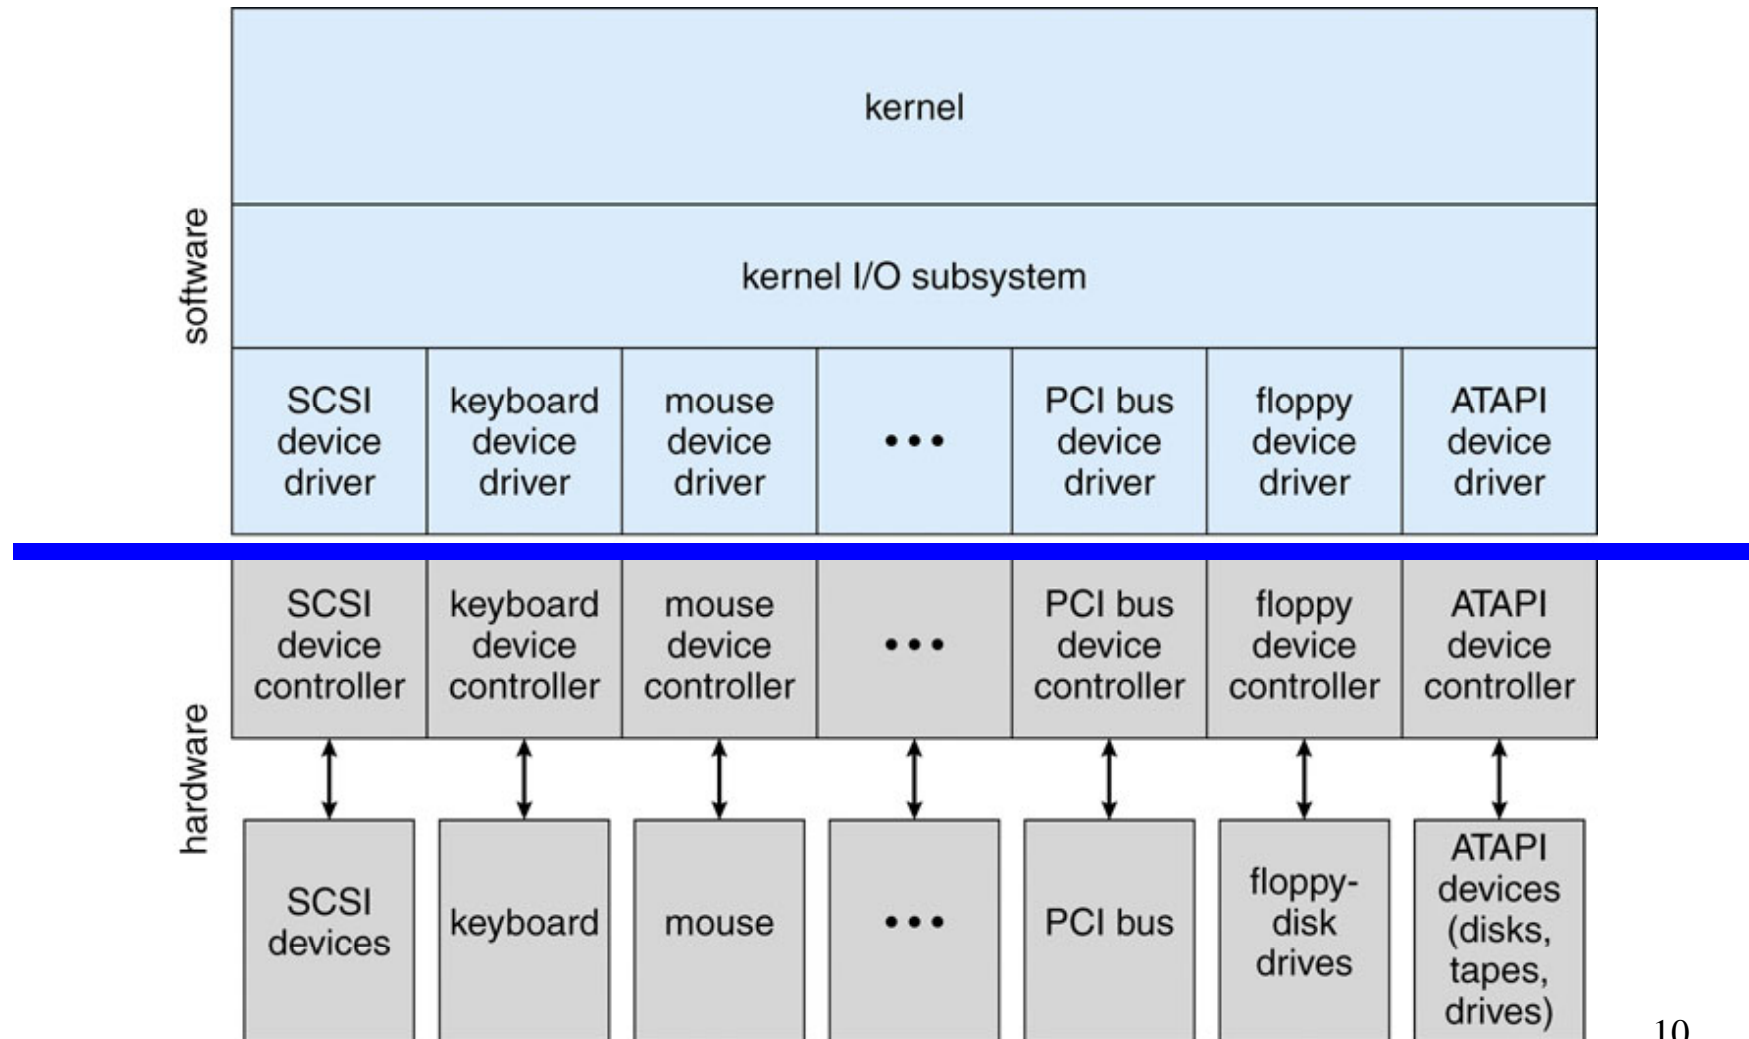 kernel
software
kernel I/O subsystem
SCSI
device
driver
keyboard
device
driver
mouse
device
driver
•••
PCI bus
device
driver
floppy
device
driver
ATAPI
device
driver
hardware
SCSI
device
controller
keyboard
device
controller
mouse
device
controller
•••
PCI bus
device
controller
floppy
device
controller
ATAPI
device
controller
SCSI
devices
keyboard
mouse
•••
PCI bus
floppy-
disk
drives
ATAPI
devices
(disks,
tapes,
drives)
10